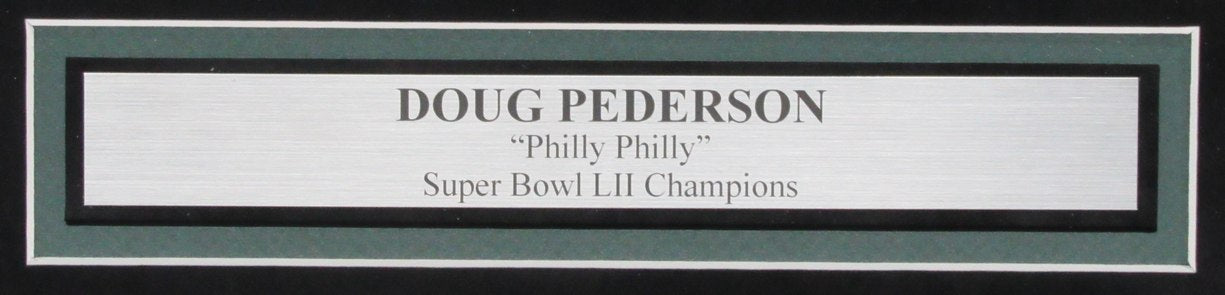 DOUG PEDERSON
“Philly Philly”
Super Bowl LII Champions